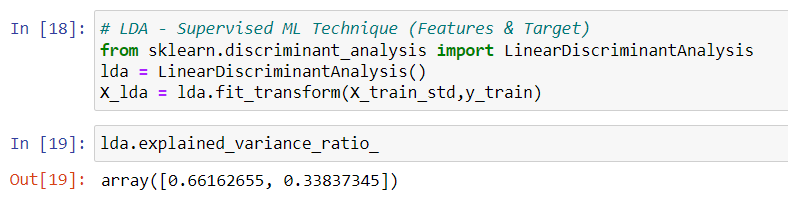 In [18]: # LDA - Supervised ML Technique (Features & Target)
from sklearn.discriminant_analysis import LinearDiscriminantAnalysis
lda = LinearDiscriminantAnalysis()
X_lda = lda.fit_transform(X_train_std,y_train)
In [19]: lda.explained_variance_ratio_
Out[19]: array([0.66162655, 0.33837345])